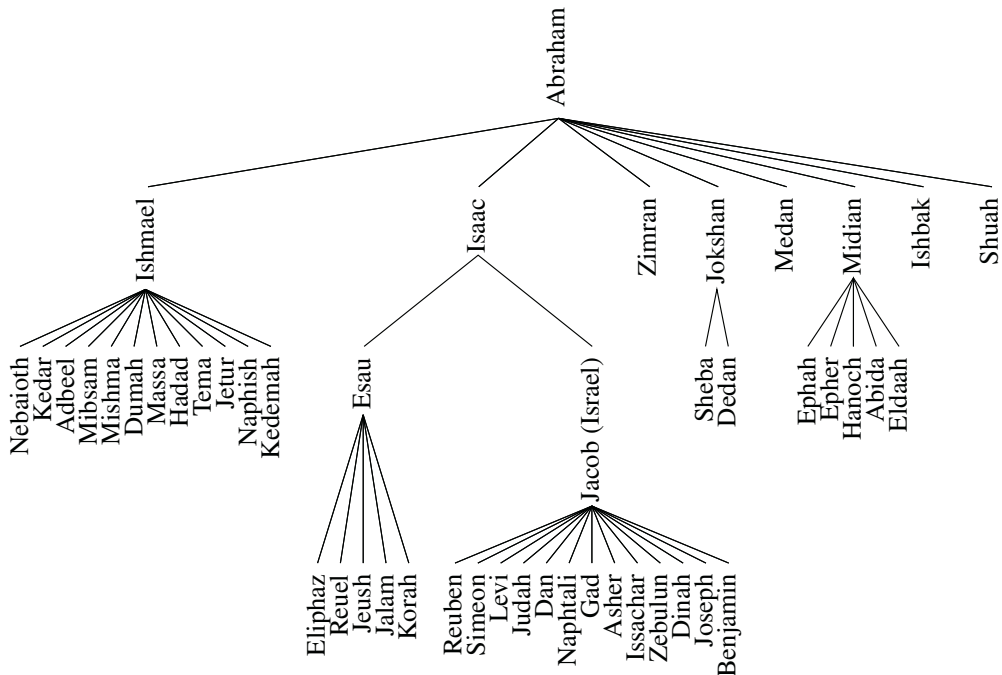 Abraham
Ishmael
Isaac
Zimran
Jokshan
Medan
Midian
Ishbak
Shuah
Nebaioth
Kedar
Adbeel
Mibsam
Mishma
Dumah
Massa
Hadad
Tema
Jetur
Naphish
Kedemah
Esau
Jacob (Israel)
Sheba
Dedan
Ephah
Epher
Hanoch
Abida
Eldaah
Eliphaz
Reuel
Jeush
Jalam
Korah
Reuben
Simeon
Levi
Judah
Dan
Naphtali
Gad
Asher
Issachar
Zebulun
Dinah
Joseph
Benjamin